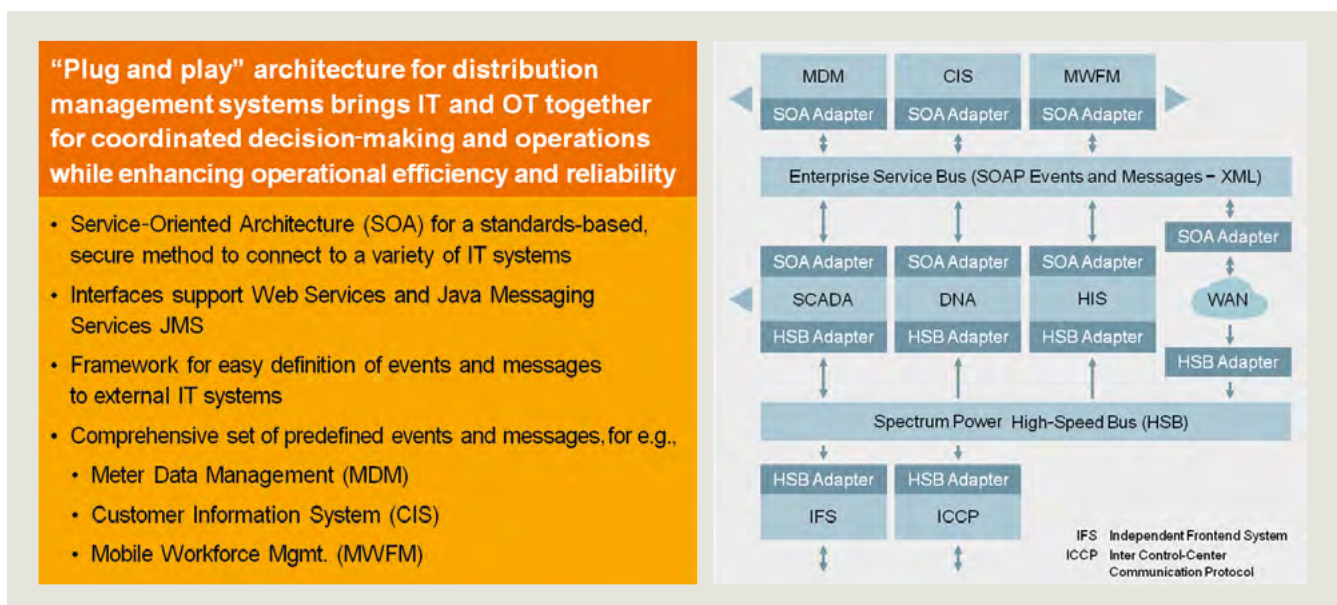 “Plug and play” architecture for distribution
management systems brings IT and OT together
for coordinated decision-making and operations
while enhancing operational efficiency and reliability
• Service-Oriented Architecture (SOA) for a standards-based,
secure method to connect to a variety of IT systems
• Interfaces support Web Services and Java Messaging
Services JMS
• Framework for easy definition of events and messages
to external IT systems
• Comprehensive set of predefined events and messages, for e.g.,
• Meter Data Management (MDM)
• Customer Information System (CIS)
• Mobile Workforce Mgmt. (MWFM)
MDM CIS MWFM
SOA Adapter SOA Adapter SOA Adapter
Enterprise Service Bus (SOAP Events and Messages – XML)
SOA Adapter
SOA Adapter SOA Adapter SOA Adapter
SCADA DNA HIS WAN
HSB Adapter HSB Adapter HSB Adapter
HSB Adapter
Spectrum Power High-Speed Bus (HSB)
HSB Adapter HSB Adapter
IFS ICCP
IFS Independent Frontend System
ICCP Inter Control-Center
Communication Protocol